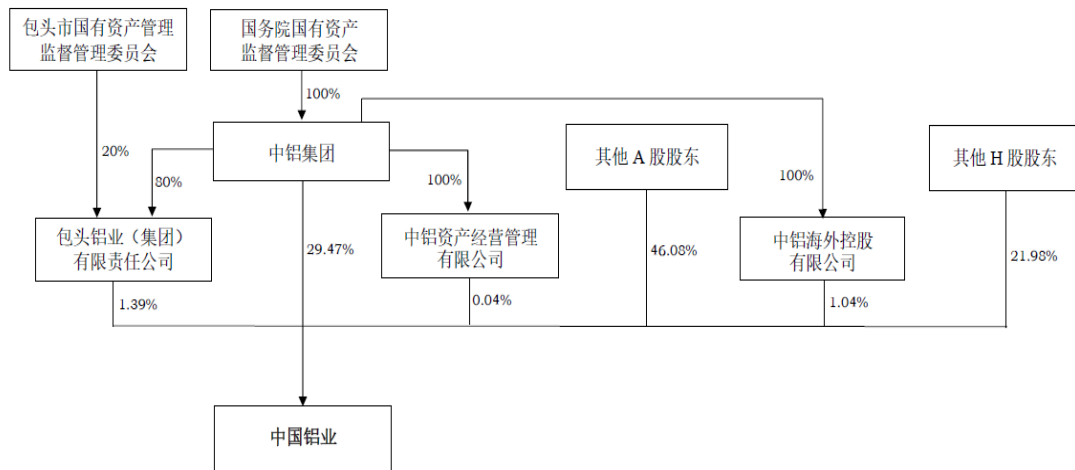 包头市国有资产管理
监督管理委员会
国务院国有资产
监督管理委员会
100%
20%
中铝集团
80%
100%
其他 A 股股东
100%
其他 H 股股东
包头铝业（集团）
有限责任公司
29.47%
中铝资产经营管理
有限公司
46.08%
中铝海外控股
有限公司
21.98%
1.39%
0.04%
1.04%
中国铝业